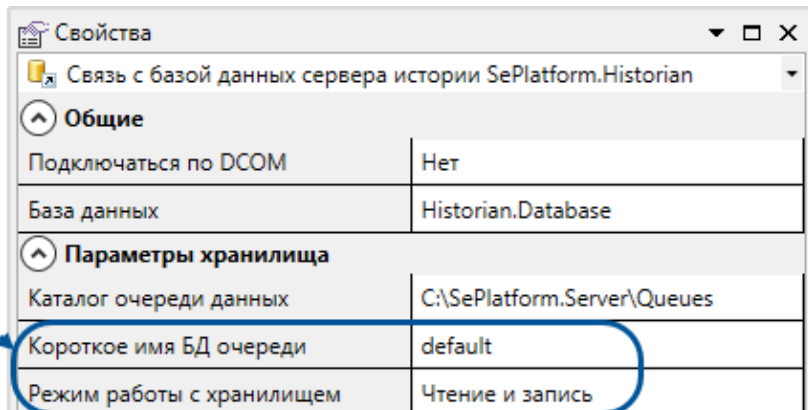 Свойства
Связь с базой данных сервера истории SePlatform.Historian
Общие
Подключаться по DCOM Нет
База данных Historian.Database
Параметры хранилища
Каталог очереди данных C:\SePlatform.Server\Queues
Короткое имя БД очереди default
Режим работы с хранилищем Чтение и запись